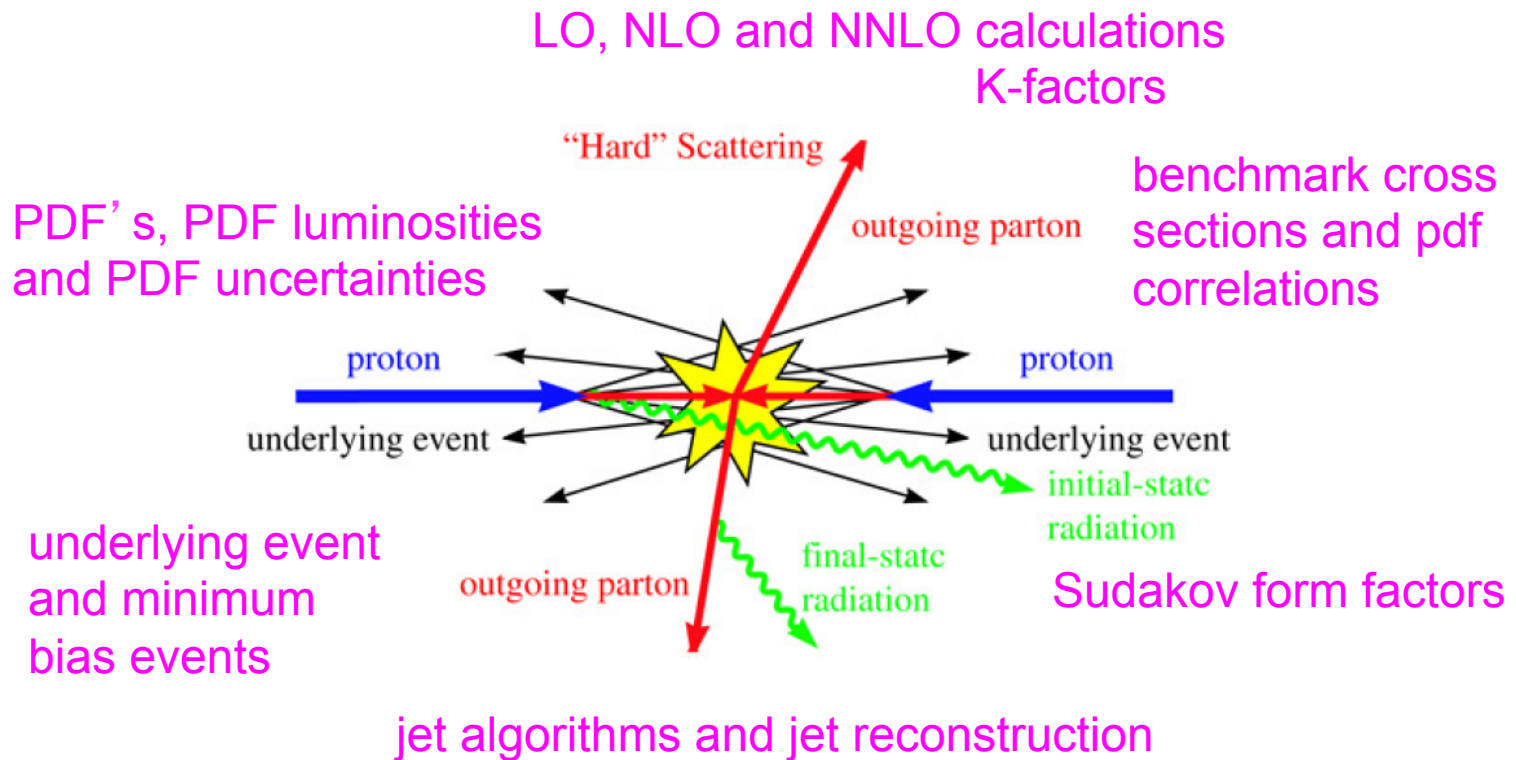 LO, NLO and NNLO calculations
K-factors
“Hard” Scattering
benchmark cross
sections and pdf
correlations
PDF’s, PDF luminosities
and PDF uncertainties
outgoing parton
proton
proton
underlying event
underlying event
initial-statc
radiation
underlying event
and minimum
bias events
final-statc
radiation
outgoing parton
Sudakov form factors
jet algorithms and jet reconstruction